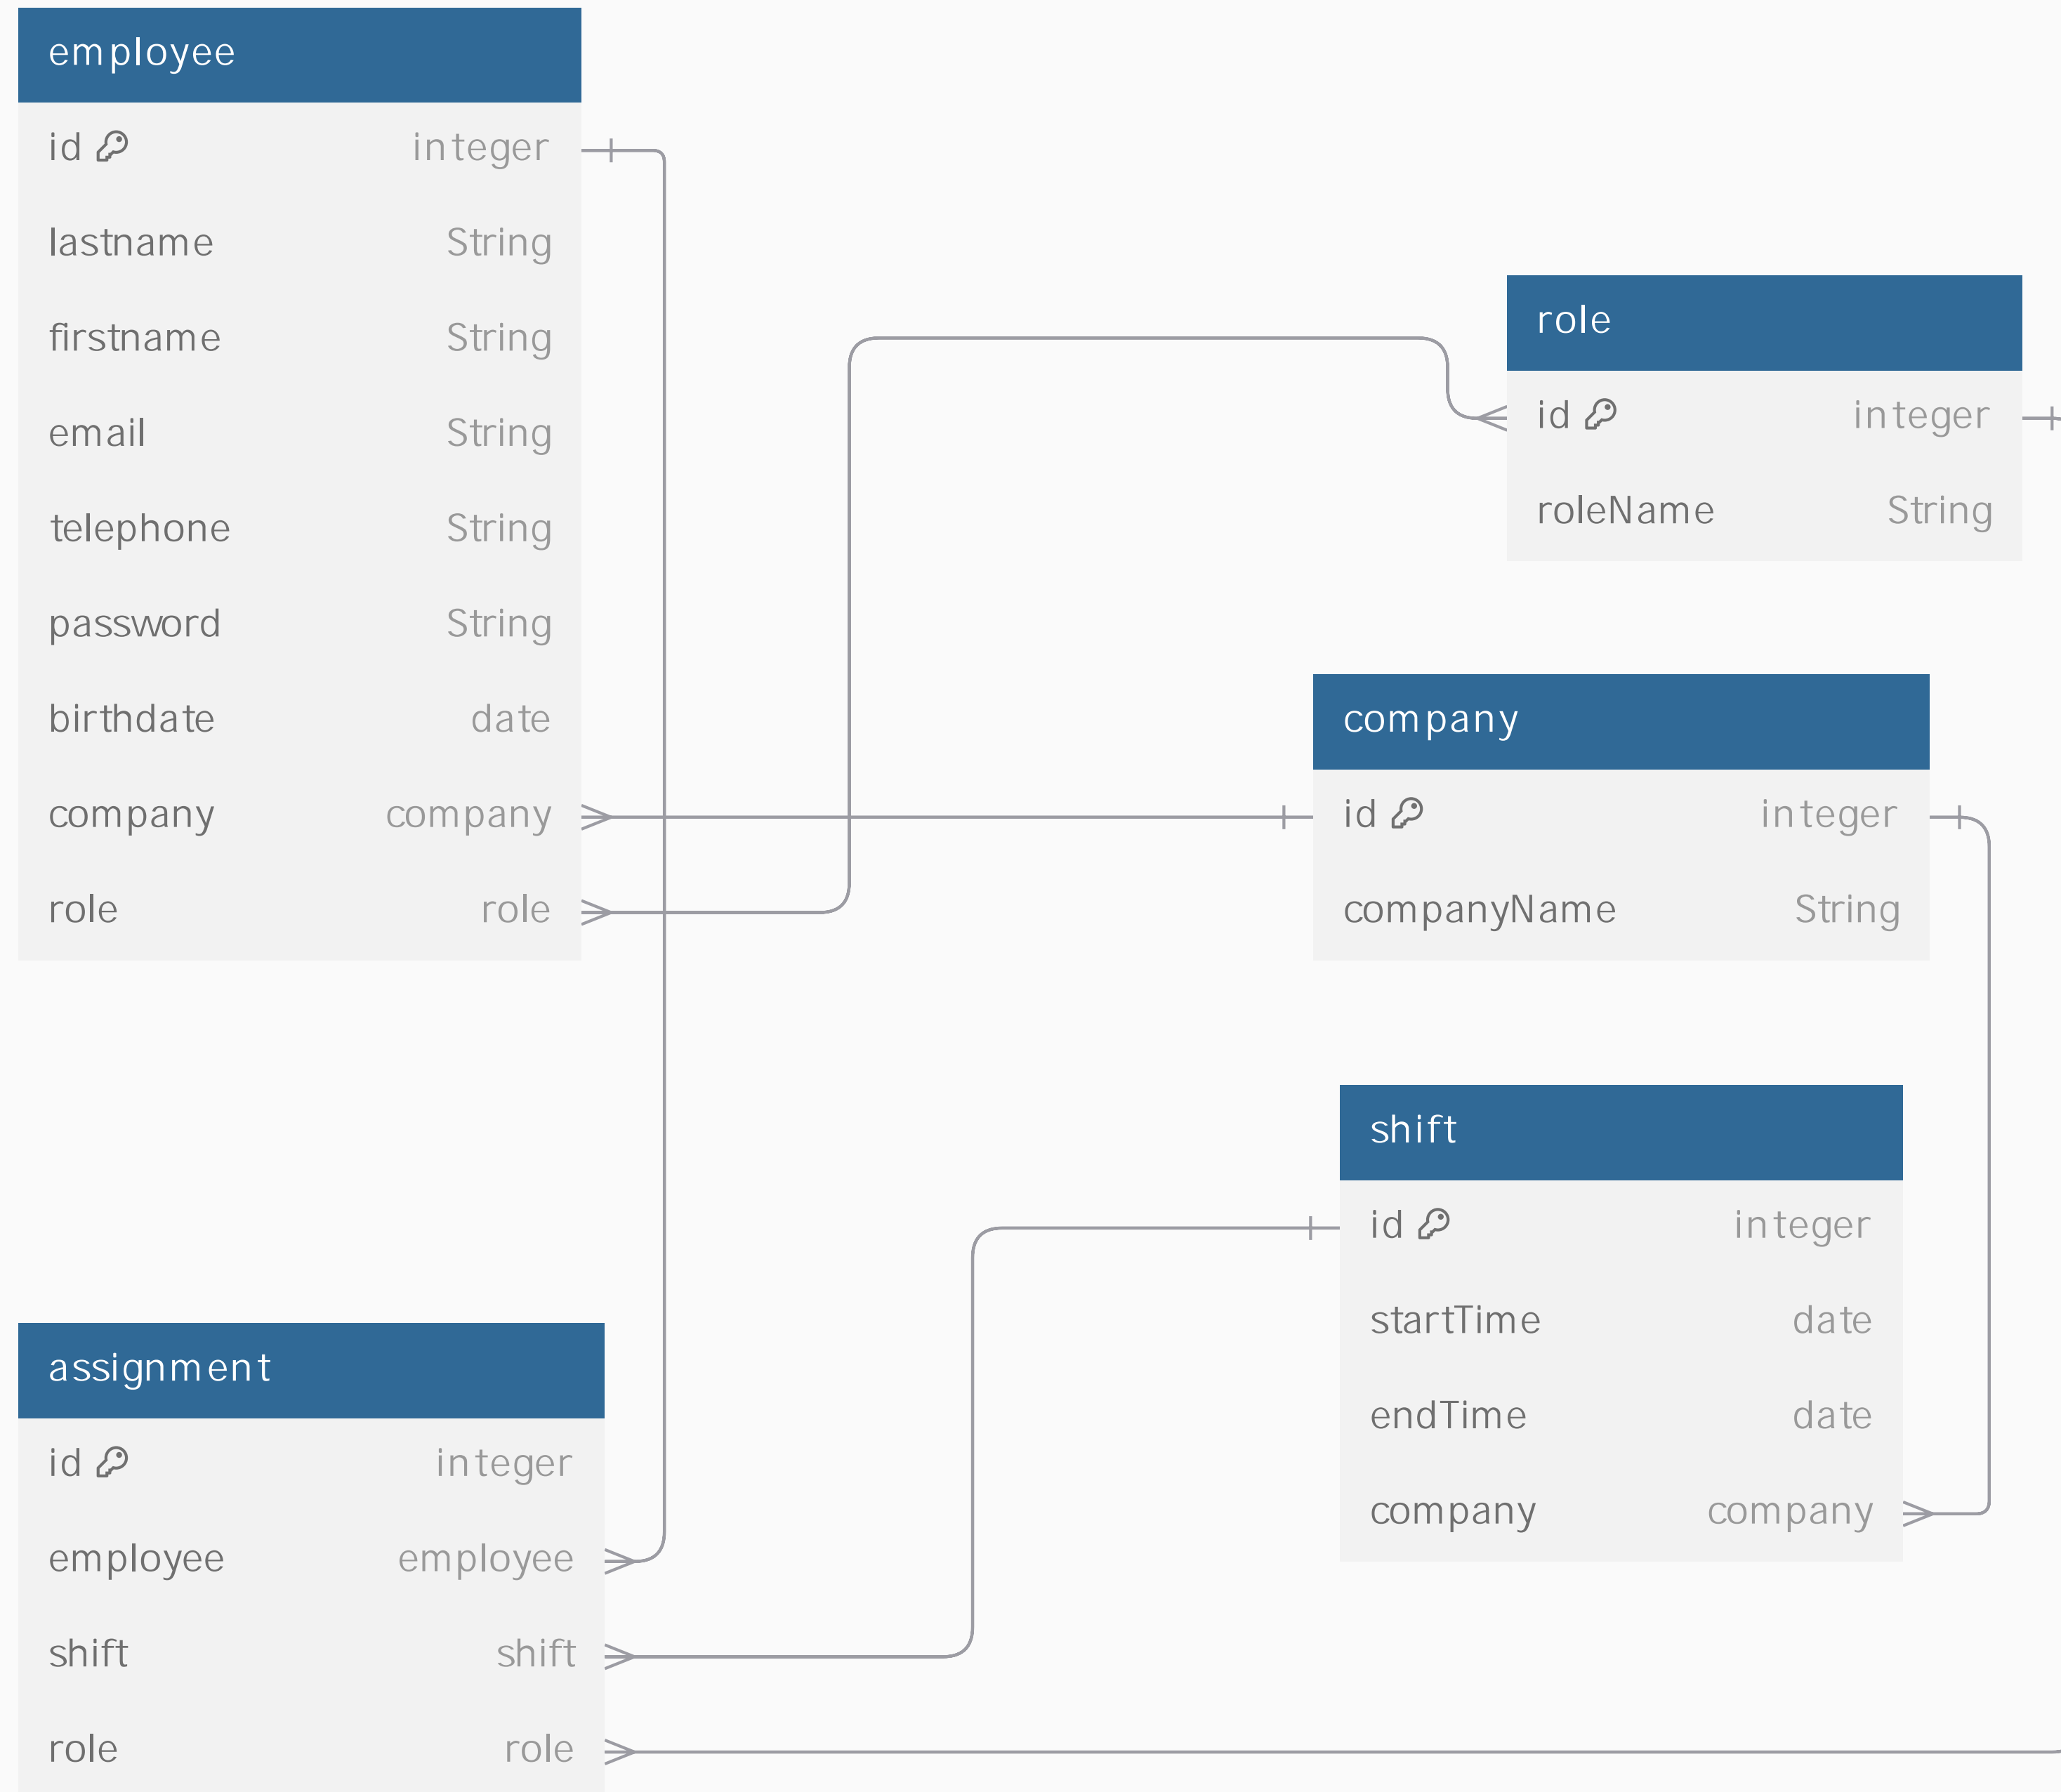 employee
id integer
lastname String
firstname String
email String
telephone String
password String
birthdate date
company company
role role
role
id integer
roleName String
company
id integer
companyName String
shift
id integer
startTime date
endTime date
company company
assignment
id integer
employee employee
shift shift
role role